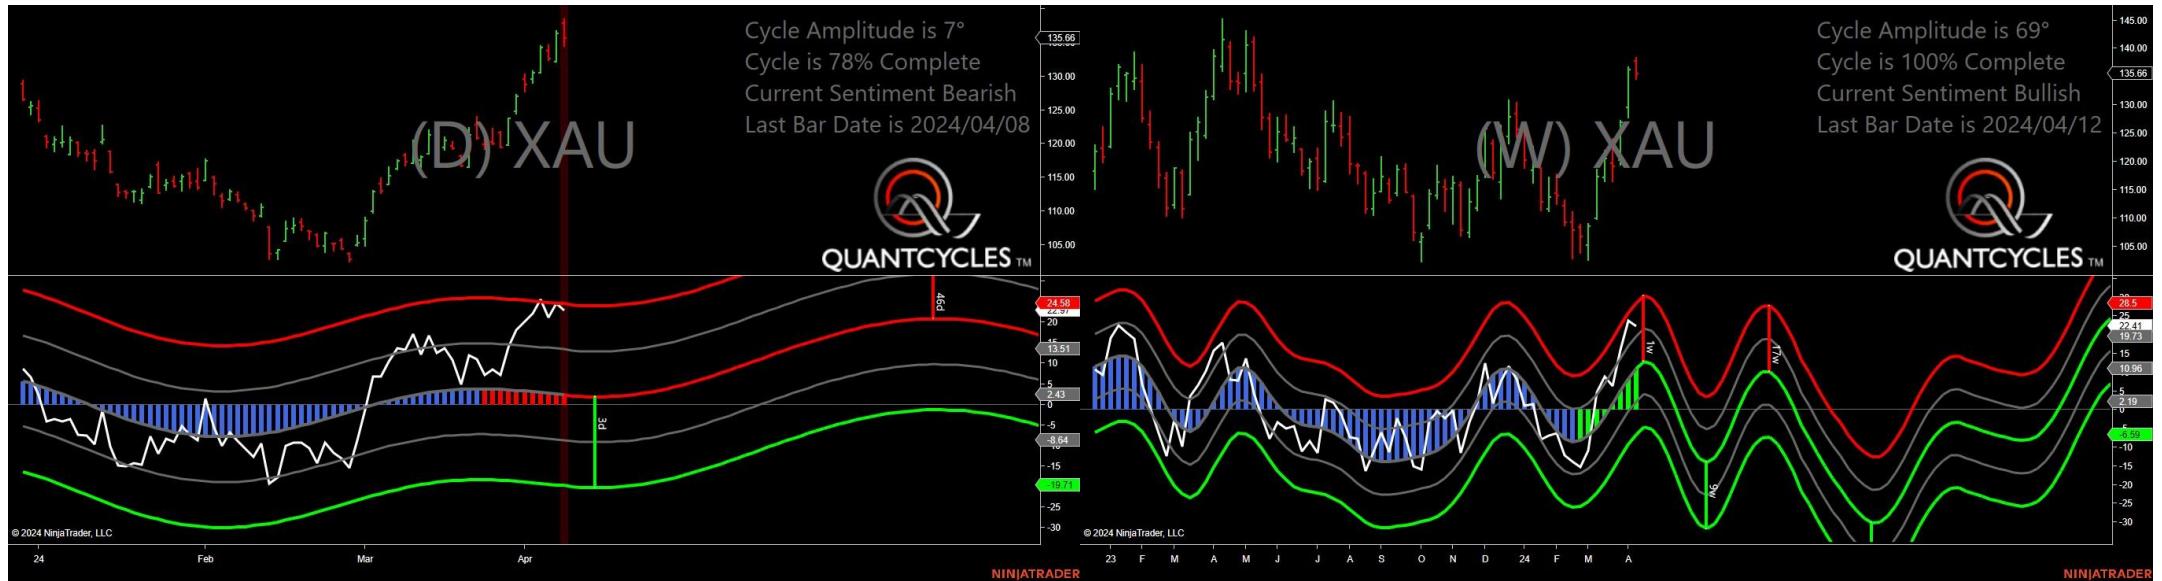 Cycle Amplitude is 7°
Cycle is 78% Complete
Current Sentiment Bearish
Last Bar Date is 2024/04/08
(D) XAU
QUANTCYCLES TM
135.66
130.00
125.00
120.00
115.00
110.00
105.00
46d
3d
24.58
22.97
20
13.51
5
2.43
0
-5
-8.64
-15
-19.71
-25
-30
© 2024 NinjaTrader, LLC
24 Feb Mar Apr
NINJATRADER
Cycle Amplitude is 69°
Cycle is 100% Complete
Current Sentiment Bullish
Last Bar Date is 2024/04/12
(W) XAU
QUANTCYCLES TM
145.00
140.00
135.66
130.00
125.00
120.00
115.00
110.00
105.00
1w
17w
9w
28.5
25
22.41
19.73
15
10.96
2.19
0
-6.59
-10
-15
-20
-25
-30
© 2024 NinjaTrader, LLC
23 F M A M J J A S O N D 24 F M A
NINJATRADER